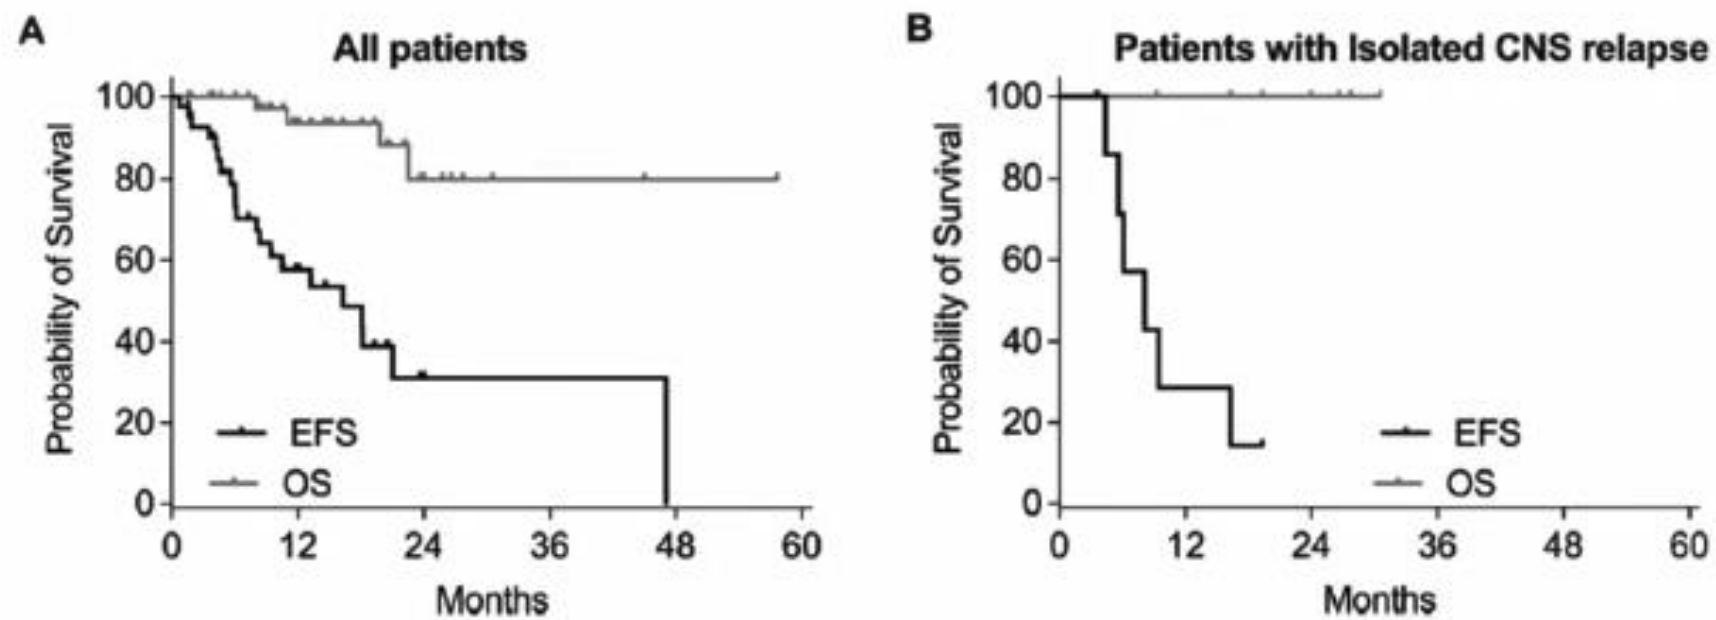 A
All patients
Probability of Survival
100
80
60
40
20
0
EFS
OS
0 12 24 36 48 60
Months
B
Patients with Isolated CNS relapse
Probability of Survival
100
80
60
40
20
0
EFS
OS
0 12 24 36 48 60
Months